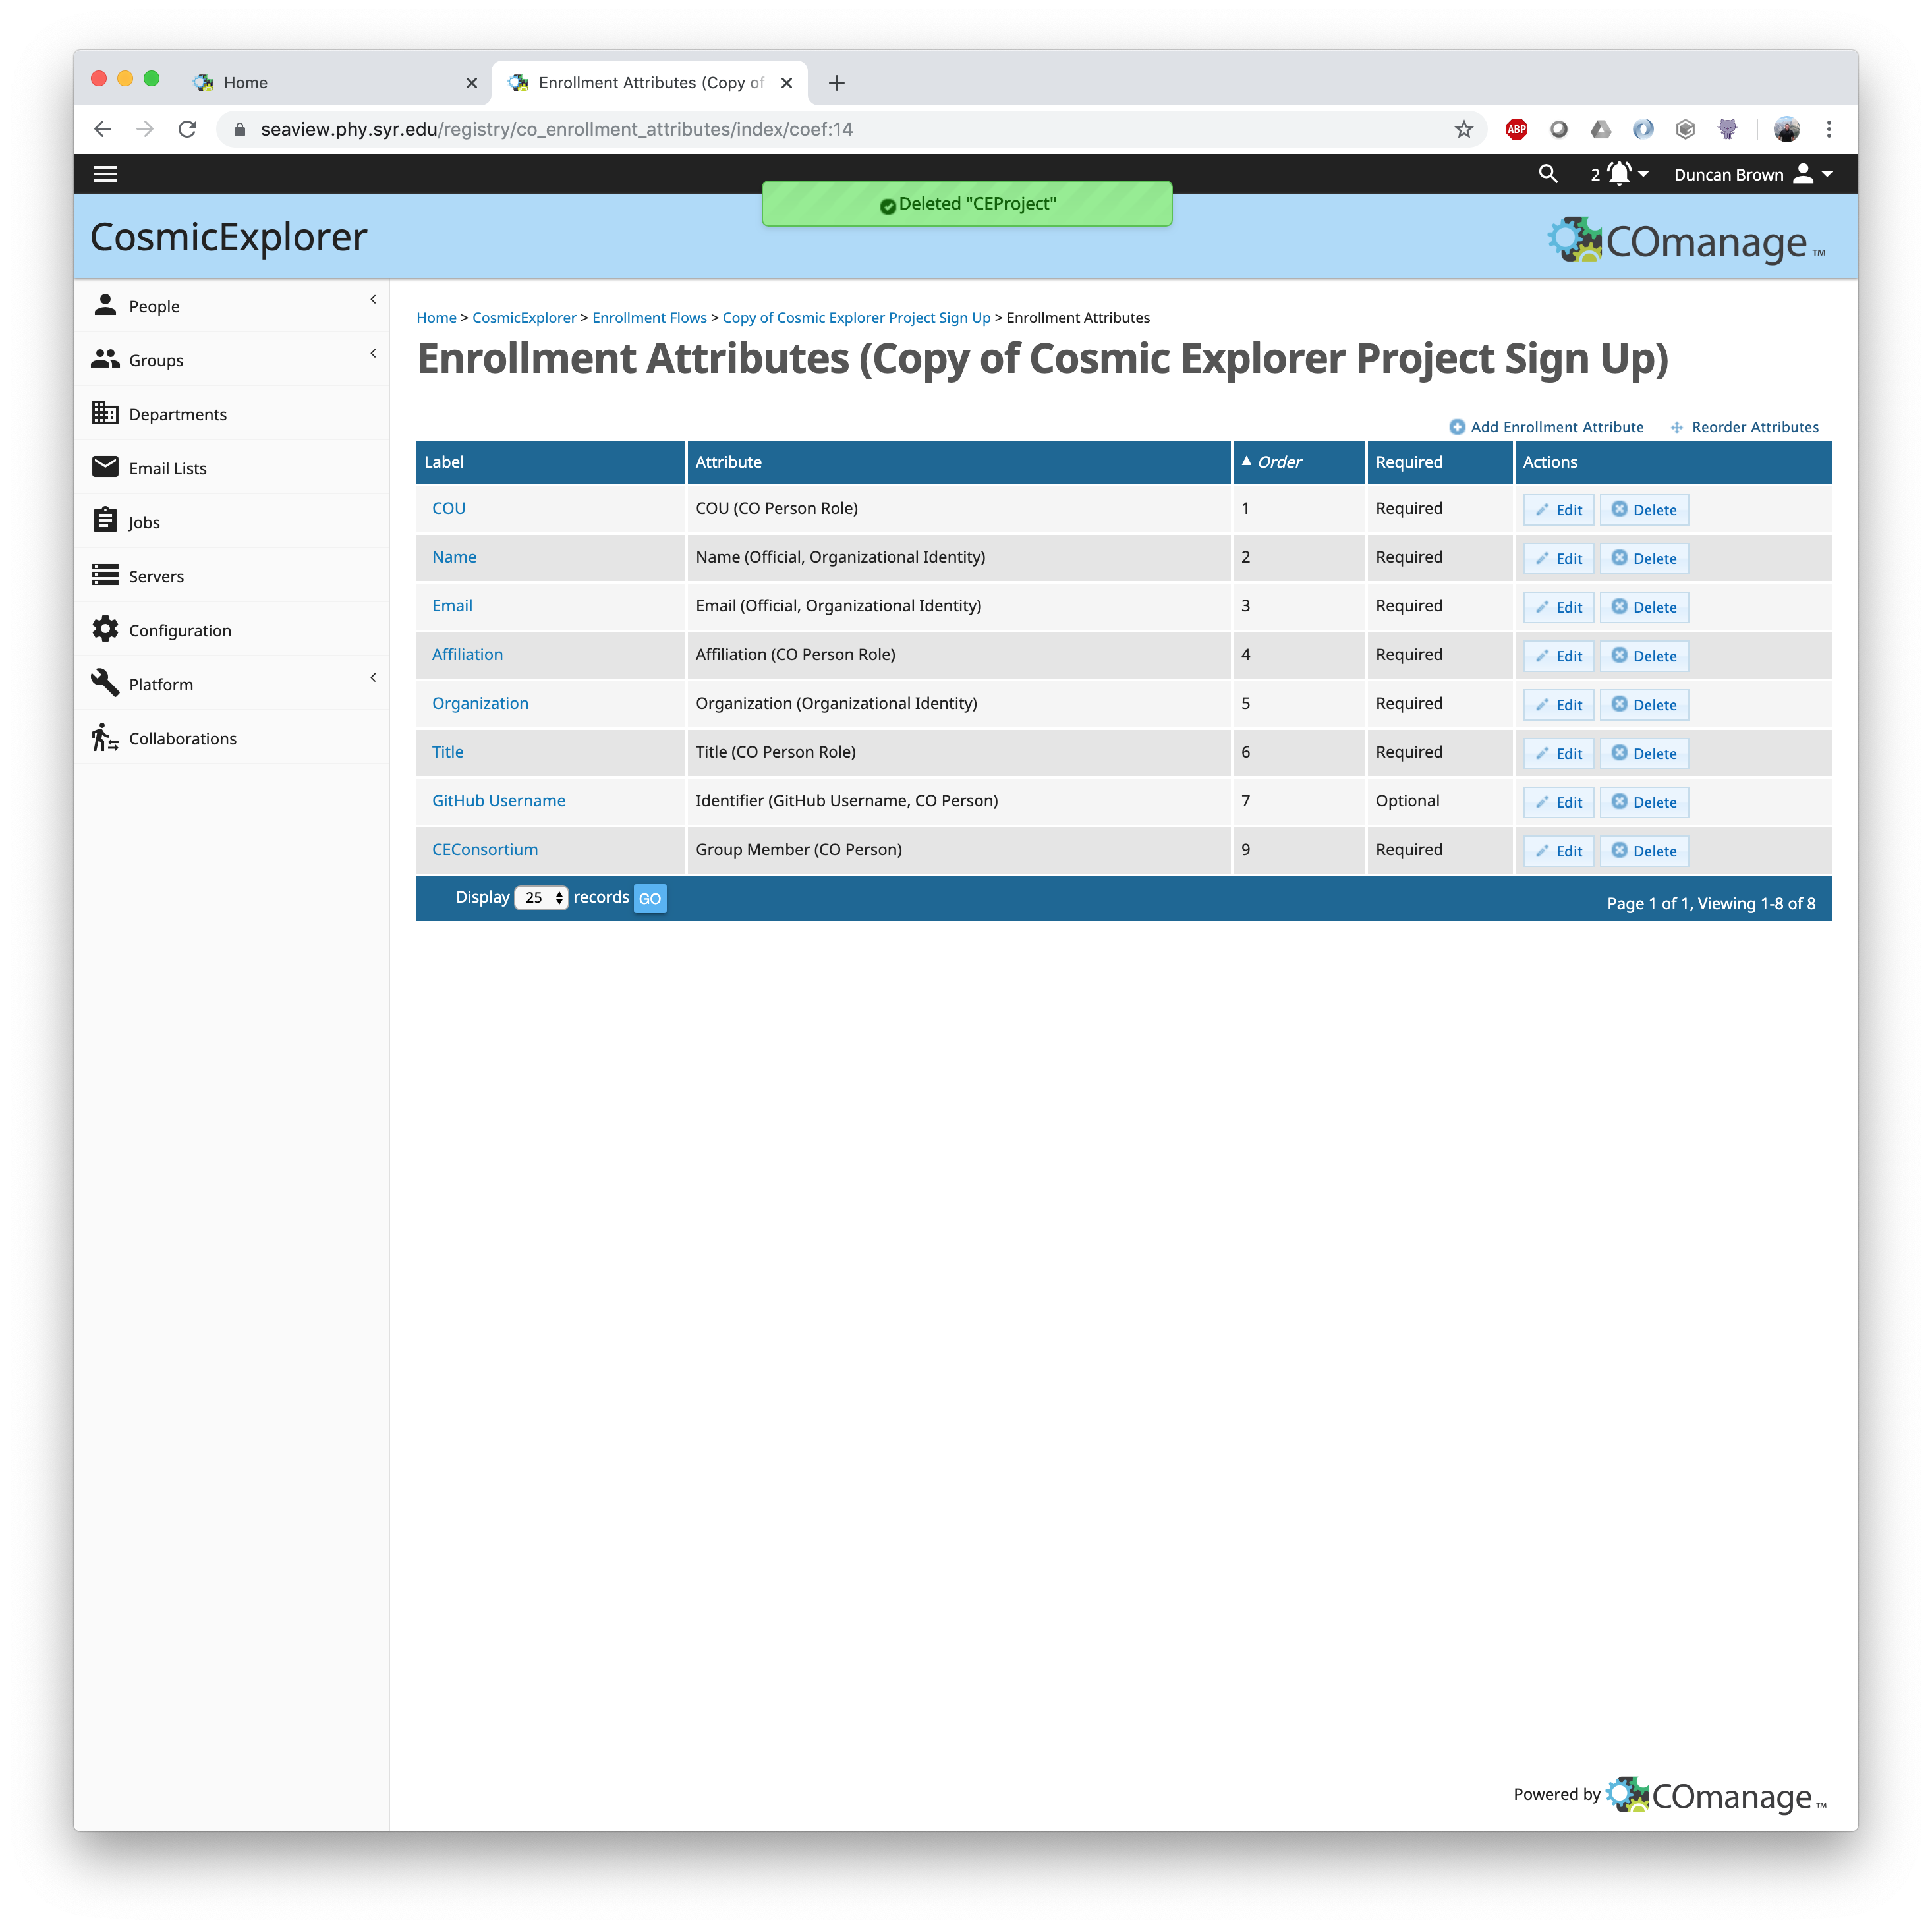 Home
Enrollment Attributes (Copy of
seaview.phy.syr.edu/registry/co_enrollment_attributes/index/coef:14
ABP
2
Duncan Brown
Deleted "CEProject"
CosmicExplorer
COmanage™
People
Groups
Departments
Email Lists
Jobs
Servers
Configuration
Platform
Collaborations
Home > CosmicExplorer > Enrollment Flows > Copy of Cosmic Explorer Project Sign Up > Enrollment Attributes
Enrollment Attributes (Copy of Cosmic Explorer Project Sign Up)
Add Enrollment Attribute Reorder Attributes
Label Attribute Order Required Actions
COU COU (CO Person Role) 1 Required Edit Delete
Name Name (Official, Organizational Identity) 2 Required Edit Delete
Email Email (Official, Organizational Identity) 3 Required Edit Delete
Affiliation Affiliation (CO Person Role) 4 Required Edit Delete
Organization Organization (Organizational Identity) 5 Required Edit Delete
Title Title (CO Person Role) 6 Required Edit Delete
GitHub Username Identifier (GitHub Username, CO Person) 7 Optional Edit Delete
CEConsortium Group Member (CO Person) 9 Required Edit Delete
Display 25 records GO
Page 1 of 1, Viewing 1-8 of 8
Powered by COmanage™